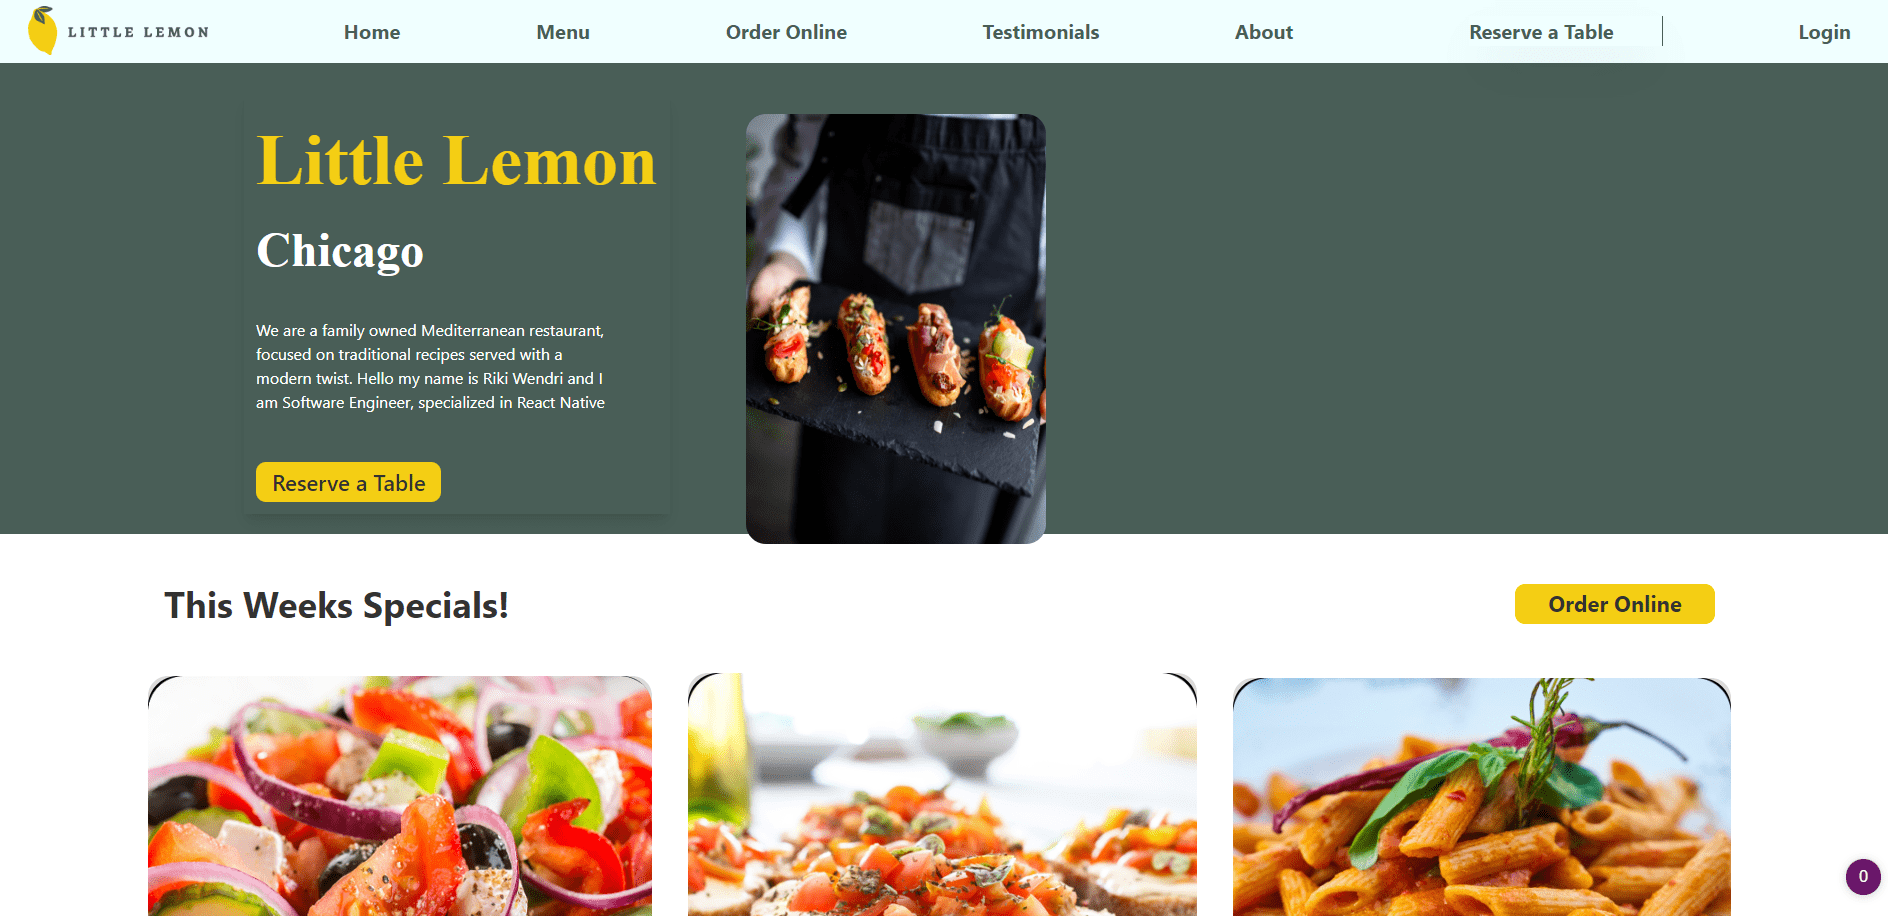 LITTLE LEMON
Home
Menu
Order Online
Testimonials
About
Reserve a Table
Login
Little Lemon
Chicago
We are a family owned Mediterranean restaurant,
focused on traditional recipes served with a
modern twist. Hello my name is Riki Wendri and I
am Software Engineer, specialized in React Native
Reserve a Table
This Weeks Specials!
Order Online
0